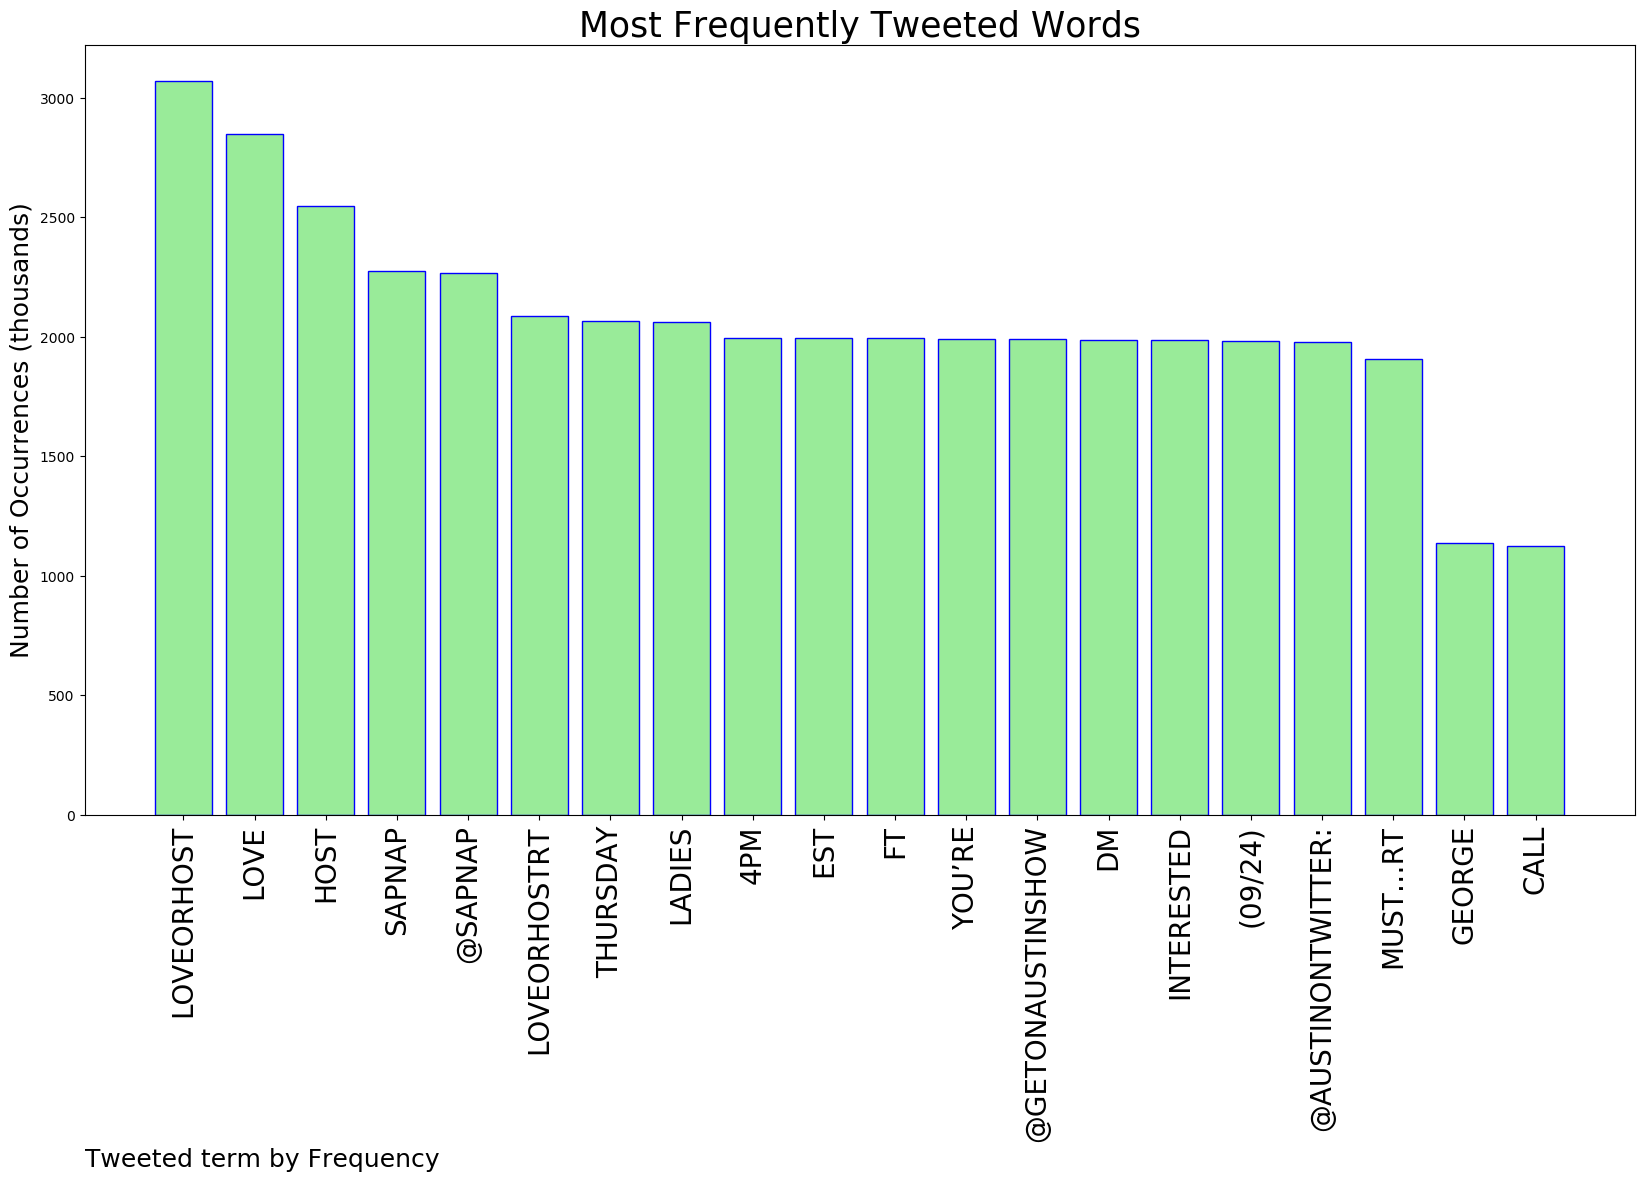 Most Frequently Tweeted Words
Number of Occurrences (thousands)
3000
2500
2000
1500
1000
500
0
LOVEORHOST
LOVE
HOST
SAPNAP
@SAPNAP
LOVEORHOSTRT
THURSDAY
LADIES
4PM
EST
FT
YOU’RE
@GETONAUSTINSHOW
DM
INTERESTED
(09/24)
@AUSTINONTWITTER:
MUST…RT
GEORGE
CALL
Tweeted term by Frequency